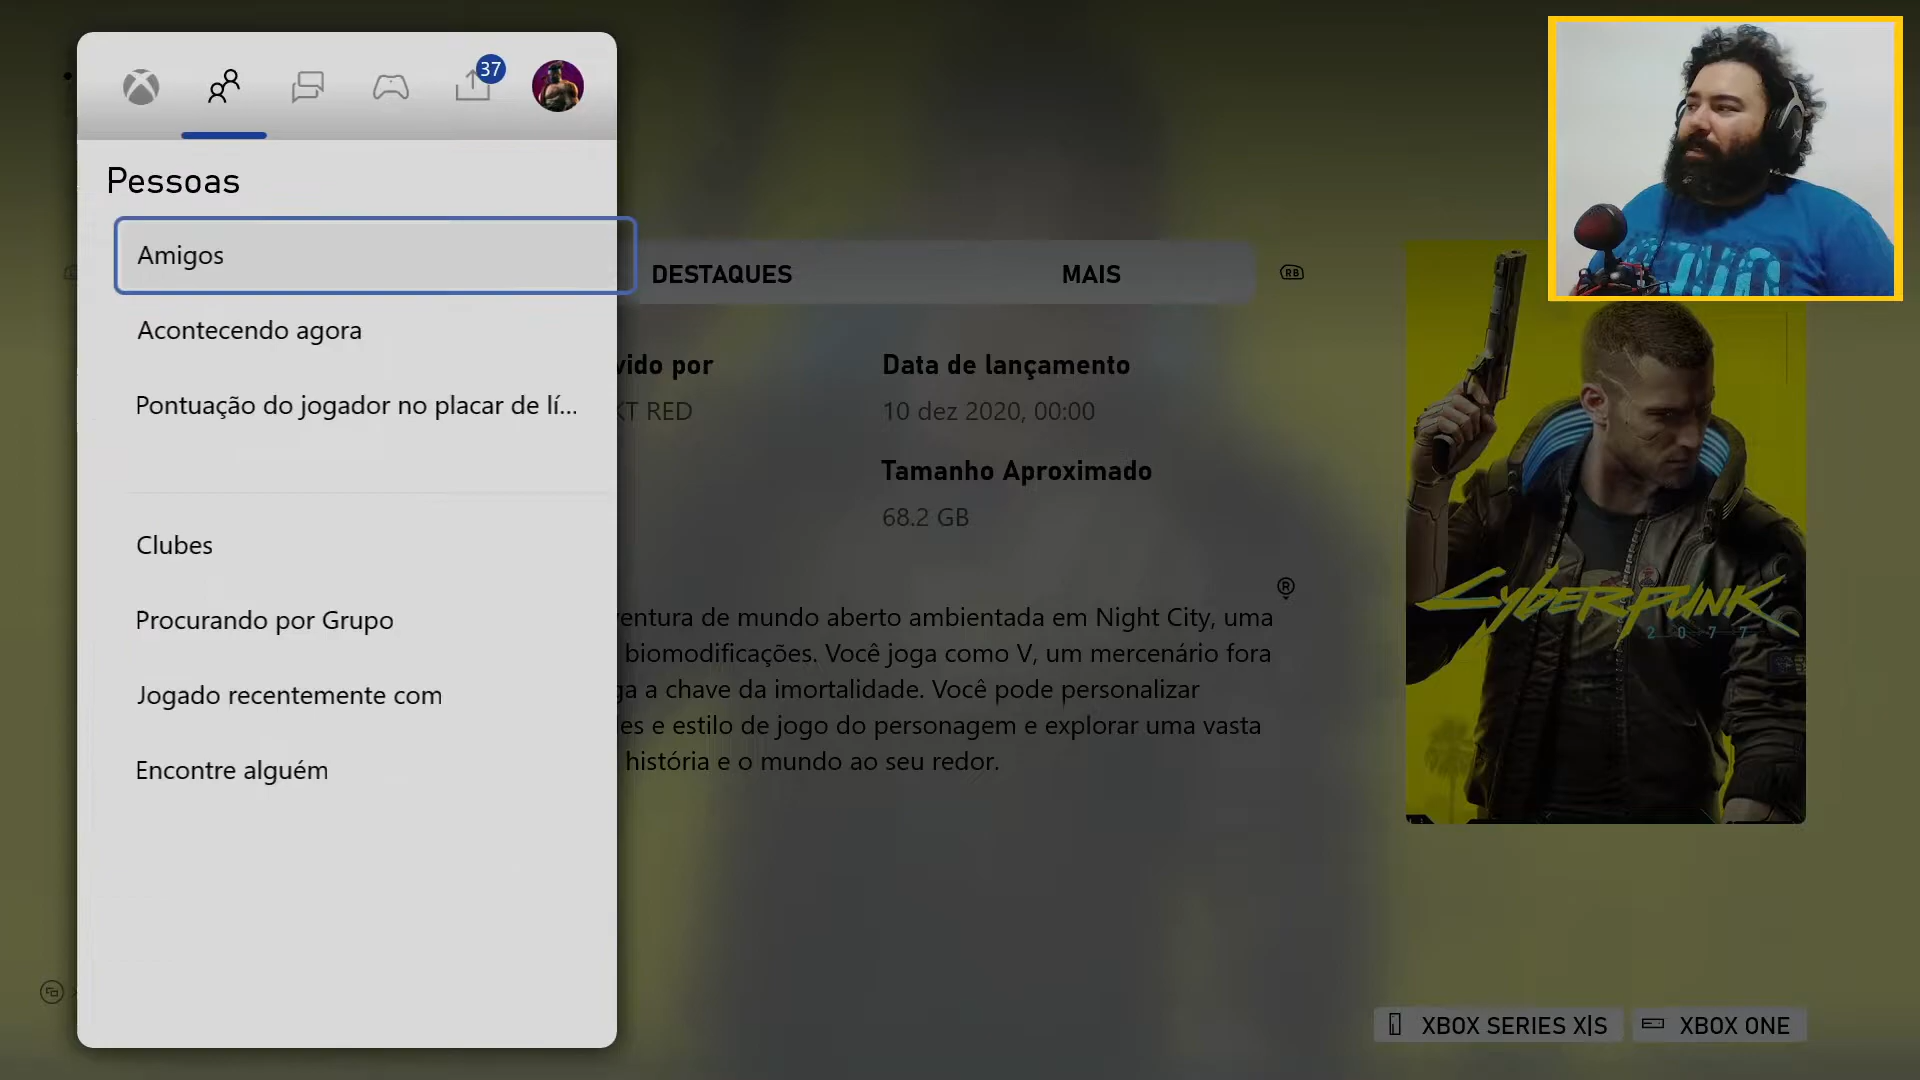 37
Pessoas
Amigos
Acontecendo agora
Pontuação do jogador no placar de lí...
Clubes
Procurando por Grupo
Jogado recentemente com
Encontre alguém
DESTAQUES
MAIS
RB
vido por
KT RED
Data de lançamento
10 dez 2020, 00:00
Tamanho Aproximado
68.2 GB
R
ventura de mundo aberto ambientada em Night City, uma
biomodificações. Você joga como V, um mercenário fora
ga a chave da imortalidade. Você pode personalizar
es e estilo de jogo do personagem e explorar uma vasta
história e o mundo ao seu redor.
CYBERPUNK
2077
XBOX SERIES X|S
XBOX ONE